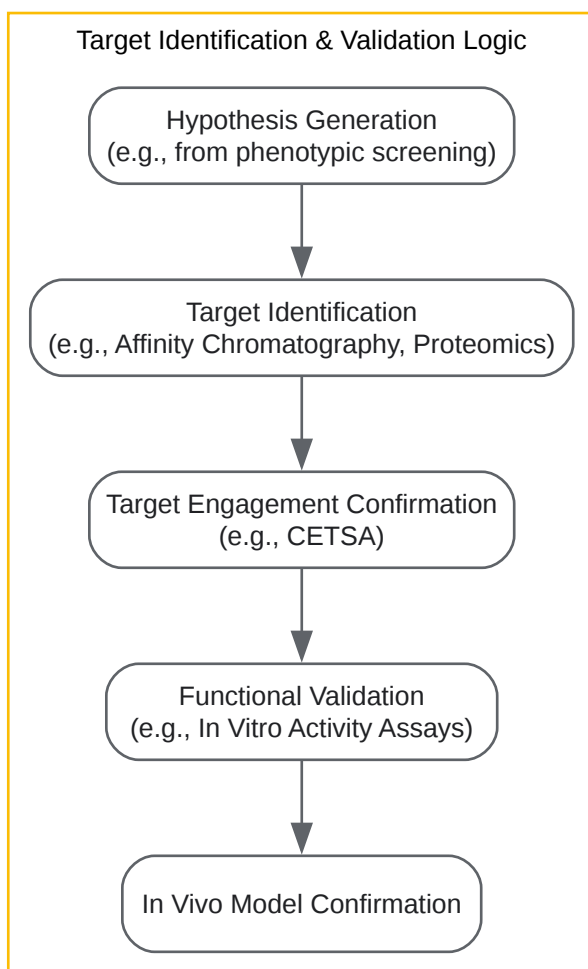 Target Identification & Validation Logic
Hypothesis Generation
(e.g., from phenotypic screening)
Target Identification
(e.g., Affinity Chromatography, Proteomics)
Target Engagement Confirmation
(e.g., CETSA)
Functional Validation
(e.g., In Vitro Activity Assays)
In Vivo Model Confirmation